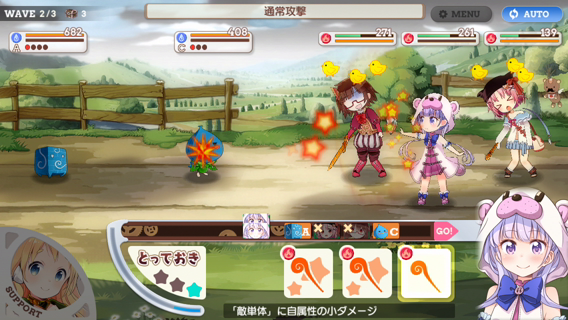 WAVE 2/3 3
通常攻撃
MENU
AUTO
682
A
408
C
271
261
139
A
C
GO!
とっておき
SUPPORT
「敵単体」に自属性の小ダメージ